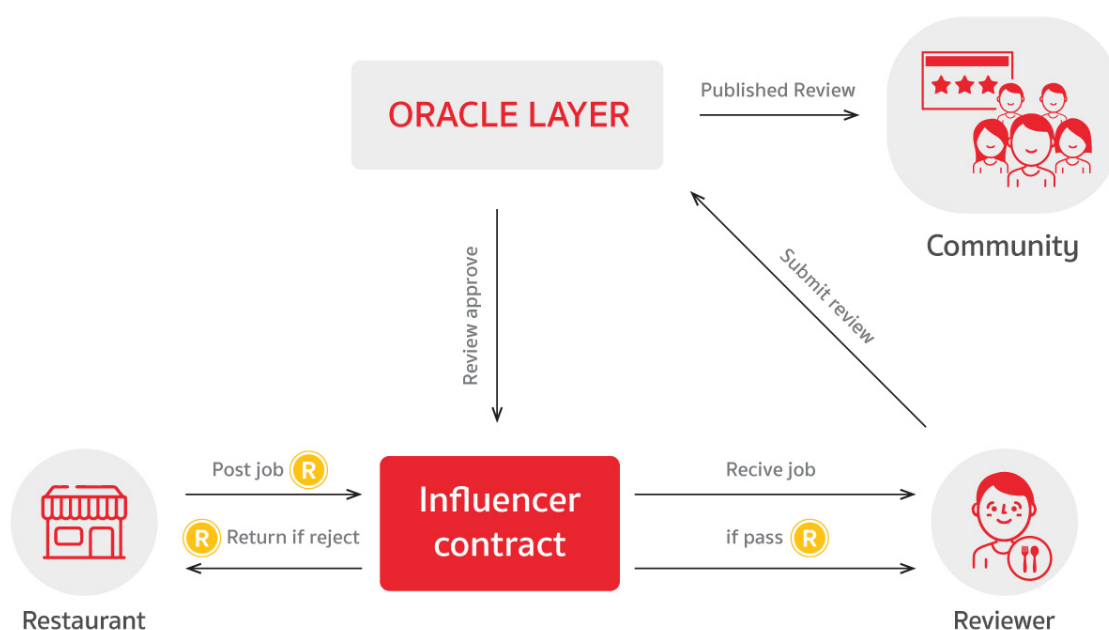 ORACLE LAYER
Published Review
Community
Submit review
Review approve
Post job R
R Return if reject
Influencer
contract
Recive job
if pass R
Restaurant
Reviewer